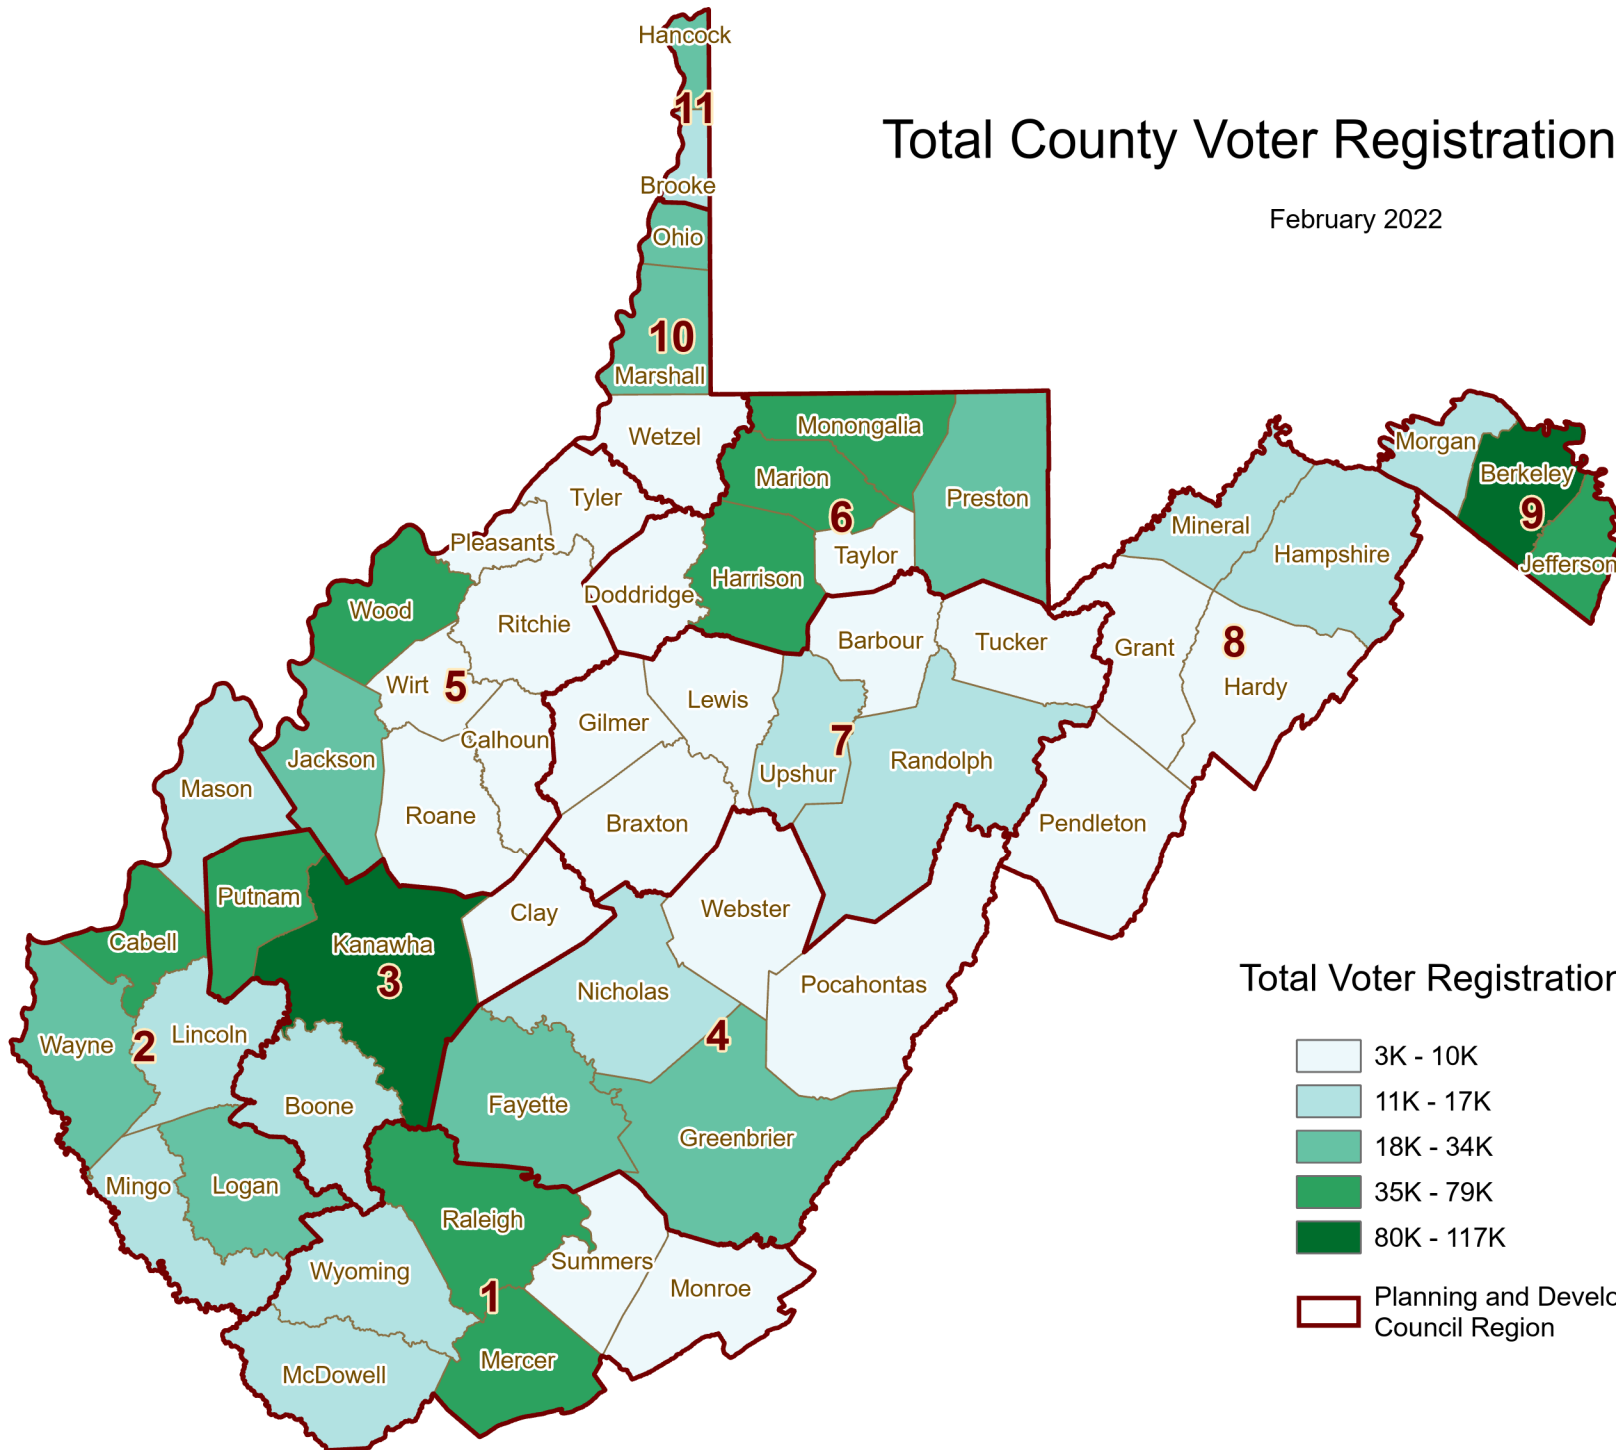 Hancock
11
Total County Voter Registration
Brooke
February 2022
Ohio
10
Marshall
Wetzel
Monongalia
Morgan
Marion
Berkeley
Tyler
Preston
9
6
Mineral
Pleasants
Taylor
Hampshire
Jefferson
Harrison
Doddridge
Wood
Ritchie
Barbour
Tucker
Grant
8
Wirt
5
Hardy
Lewis
Gilmer
Calhoun
7
Jackson
Upshur
Randolph
Mason
Roane
Braxton
Pendleton
Putnam
Clay
Webster
Cabell
Kanawha
3
Nicholas
Pocahontas
Total Voter Registration
Lincoln
4
Wayne
2
3K - 10K
Boone
Fayette
11K - 17K
Greenbrier
18K - 34K
Mingo
Logan
35K - 79K
Raleigh
80K - 117K
Summers
Wyoming
Monroe
1
Planning and Develo
Council Region
Mercer
McDowell